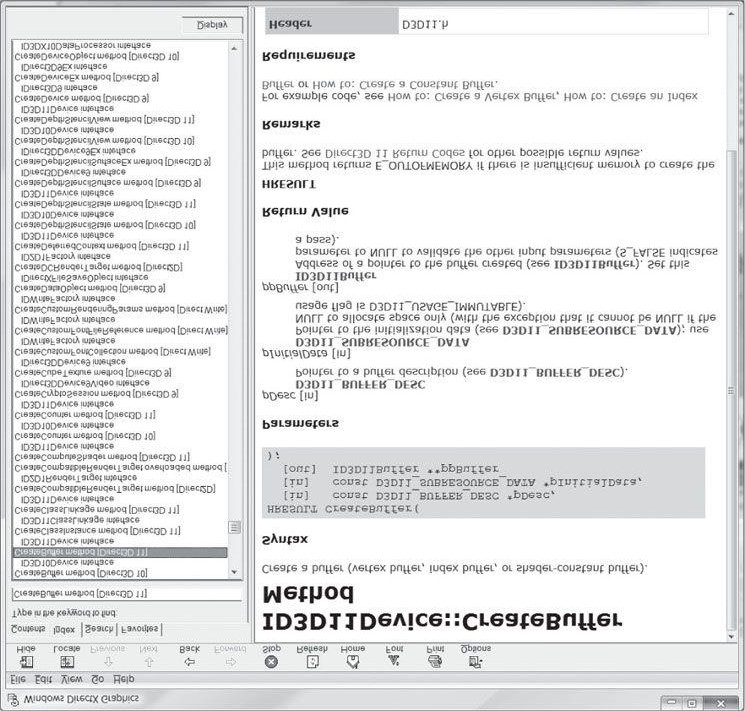 Windows DirectX Graphics
File Edit View Go Help
Hide Locate Previous Next Back Forward Stop Refresh Home Font Print Options
Contents Index Search Favorites
Type in the keyword to find:
CreateBuffer method [Direct3D 11]
CreateBuffer method [Direct3D 10]
CreateBuffer method [Direct3D 11]
CreateClassInstance method [Direct3D 11]
ID3D11ClassLinkage interface
CreateClassLinkage method [Direct3D 11]
ID3D11Device interface
CreateCompatibleRenderTarget method [Direct2D]
ID2D1RenderTarget interface
CreateCompatibleRenderTarget overloaded method [
CreateComputeShader method [Direct3D 11]
ID3D11Device interface
CreateCounter method [Direct3D 10]
ID3D10Device interface
CreateCounter method [Direct3D 11]
ID3D11Device interface
CreateCryptoSession method [Direct3D 9]
IDirect3DDevice9Video interface
CreateCubeTexture method [Direct3D 9]
IDirect3DDevice9 interface
CreateCustomFontCollection method [DirectWrite]
IDWriteFactory interface
CreateCustomFontFileReference method [DirectWrite]
IDWriteFactory interface
CreateCustomRenderingParams method [DirectWrite]
IDWriteFactory interface
CreateDataObject method [Direct3D 9]
IDirectXFileSaveObject interface
CreateDCRenderTarget method [Direct2D]
ID2D1Factory interface
CreateDeferredContext method [Direct3D 11]
ID3D11Device interface
CreateDepthStencilState method [Direct3D 10]
ID3D10Device interface
CreateDepthStencilState method [Direct3D 11]
ID3D11Device interface
CreateDepthStencilSurface method [Direct3D 9]
IDirect3DDevice9 interface
CreateDepthStencilSurfaceEx method [Direct3D 9]
IDirect3DDevice9Ex interface
CreateDepthStencilView method [Direct3D 10]
ID3D10Device interface
CreateDepthStencilView method [Direct3D 11]
ID3D11Device interface
CreateDevice method [Direct3D 9]
IDirect3D9 interface
CreateDeviceEx method [Direct3D 9]
IDirect3D9Ex interface
CreateDeviceObject method [Direct3D 10]
ID3DX10DataProcessor interface
Display
ID3D11Device::CreateBuffer
Method
Create a buffer (vertex buffer, index buffer, or shader-constant buffer).
Syntax
HRESULT CreateBuffer(
[in] const D3D11_BUFFER_DESC *pDesc,
[in] const D3D11_SUBRESOURCE_DATA *pInitialData,
[out] ID3D11Buffer **ppBuffer
);
Parameters
pDesc [in]
D3D11_BUFFER_DESC
Pointer to a buffer description (see D3D11_BUFFER_DESC).
pInitialData [in]
D3D11_SUBRESOURCE_DATA
Pointer to the initialization data (see D3D11_SUBRESOURCE_DATA); use
NULL to allocate space only (with the exception that it cannot be NULL if the
usage flag is D3D11_USAGE_IMMUTABLE).
ppBuffer [out]
ID3D11Buffer
Address of a pointer to the buffer created (see ID3D11Buffer). Set this
parameter to NULL to validate the other input parameters (S_FALSE indicates
a pass).
Return Value
HRESULT
This method returns E_OUTOFMEMORY if there is insufficient memory to create the
buffer. See Direct3D 11 Return Codes for other possible return values.
Remarks
For example code, see How to: Create a Vertex Buffer, How to: Create an Index
Buffer or How to: Create a Constant Buffer.
Requirements
Header D3D11.h